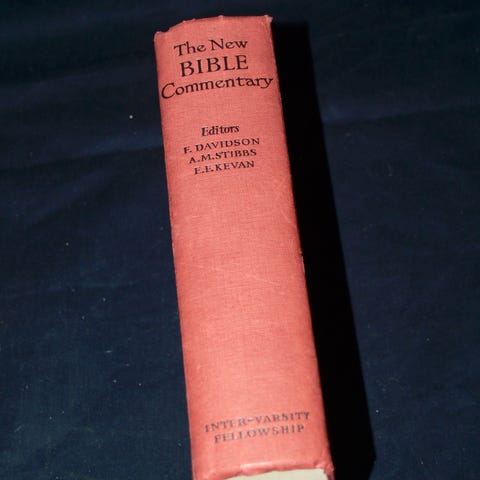 The New
BIBLE
Commentary
Editors
F. DAVIDSON
A.M.STIBBS
E.F.KEVAN
INTER-VARSITY
FELLOWSHIP